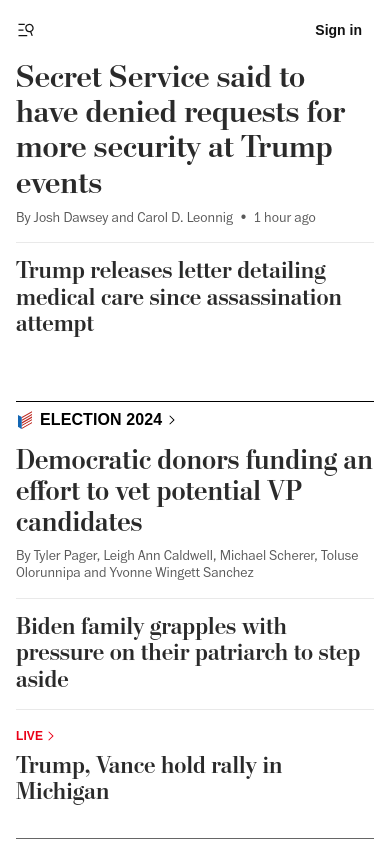 Sign in
Secret Service said to
have denied requests for
more security at Trump
events
By Josh Dawsey and Carol D. Leonnig • 1 hour ago
Trump releases letter detailing
medical care since assassination
attempt
ELECTION 2024
Democratic donors funding an
effort to vet potential VP
candidates
By Tyler Pager, Leigh Ann Caldwell, Michael Scherer, Toluse
Olorunnipa and Yvonne Wingett Sanchez
Biden family grapples with
pressure on their patriarch to step
aside
LIVE
Trump, Vance hold rally in
Michigan